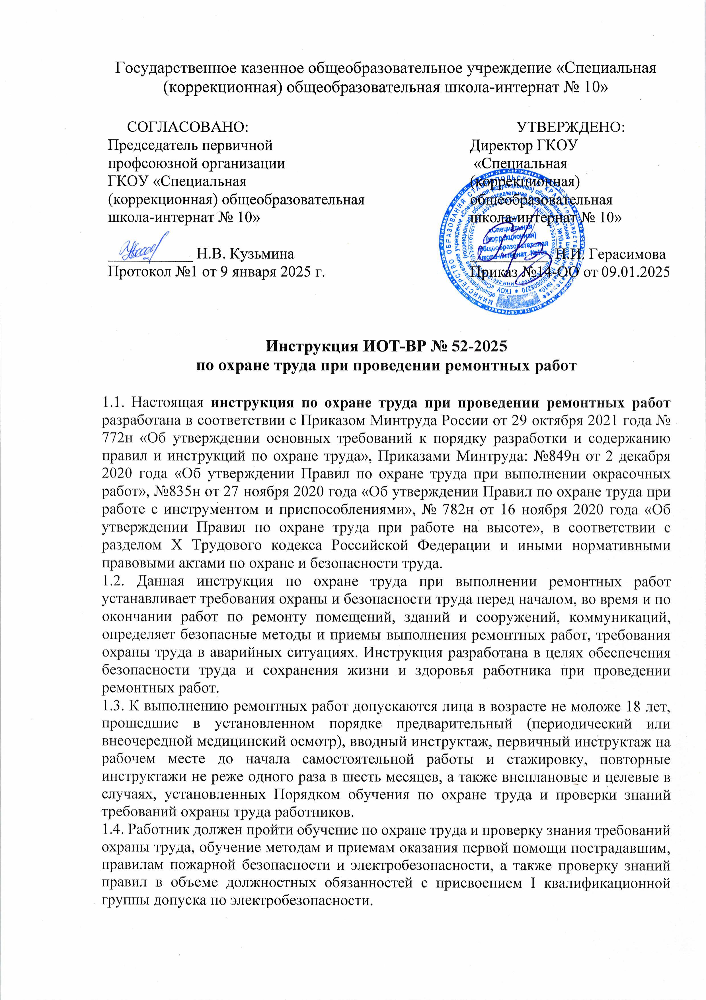 Государственное казенное общеобразовательное учреждение «Специальная
(коррекционная) общеобразовательная школа-интернат № 10»
СОГЛАСОВАНО:
Председатель первичной
профсоюзной организации
ГКОУ «Специальная
(коррекционная) общеобразовательная
школа-интернат № 10»
___________ Н.В. Кузьмина
Протокол №1 от 9 января 2025 г.
УТВЕРЖДЕНО:
Директор ГКОУ
«Специальная
(коррекционная)
общеобразовательная
школа-интернат № 10»
Н.И. Герасимова
Приказ №14-ОО от 09.01.2025
ГКОУ
«Специальная
(коррекционная)
общеобразовательная
школа-интернат №10»
Инструкция ИОТ-ВР № 52-2025
по охране труда при проведении ремонтных работ
1.1. Настоящая инструкция по охране труда при проведении ремонтных работ
разработана в соответствии с Приказом Минтруда России от 29 октября 2021 года №
772н «Об утверждении основных требований к порядку разработки и содержанию
правил и инструкций по охране труда», Приказами Минтруда: №849н от 2 декабря
2020 года «Об утверждении Правил по охране труда при выполнении окрасочных
работ», №835н от 27 ноября 2020 года «Об утверждении Правил по охране труда при
работе с инструментом и приспособлениями», № 782н от 16 ноября 2020 года «Об
утверждении Правил по охране труда при работе на высоте», в соответствии с
разделом X Трудового кодекса Российской Федерации и иными нормативными
правовыми актами по охране и безопасности труда.
1.2. Данная инструкция по охране труда при выполнении ремонтных работ
устанавливает требования охраны и безопасности труда перед началом, во время и по
окончании работ по ремонту помещений, зданий и сооружений, коммуникаций,
определяет безопасные методы и приемы выполнения ремонтных работ, требования
охраны труда в аварийных ситуациях. Инструкция разработана в целях обеспечения
безопасности труда и сохранения жизни и здоровья работника при проведении
ремонтных работ.
1.3. К выполнению ремонтных работ допускаются лица в возрасте не моложе 18 лет,
прошедшие в установленном порядке предварительный (периодический или
внеочередной медицинский осмотр), вводный инструктаж, первичный инструктаж на
рабочем месте до начала самостоятельной работы и стажировку, повторные
инструктажи не реже одного раза в шесть месяцев, а также внеплановые и целевые в
случаях, установленных Порядком обучения по охране труда и проверки знаний
требований охраны труда работников.
1.4. Работник должен пройти обучение по охране труда и проверку знания требований
охраны труда, обучение методам и приемам оказания первой помощи пострадавшим,
правилам пожарной безопасности и электробезопасности, а также проверку знаний
правил в объеме должностных обязанностей с присвоением I квалификационной
группы допуска по электробезопасности.